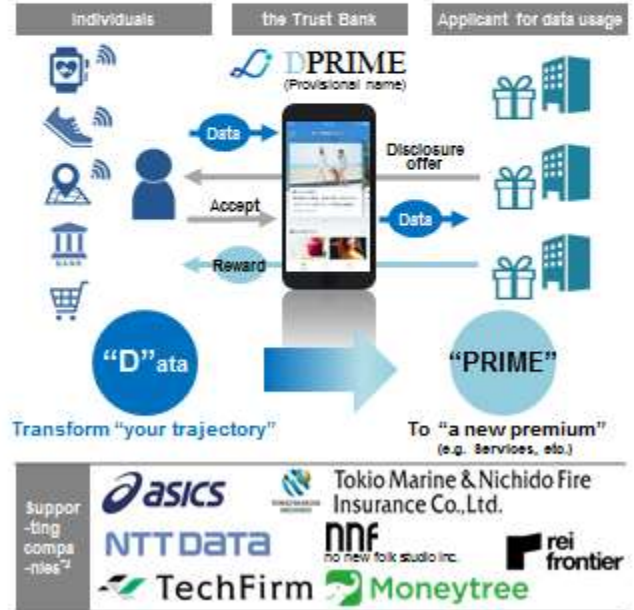 Individuals
the Trust Bank
Applicant for data usage
DPRIME
(Provisional name)
Data
Disclosure
offer
Accept
Data
Reward
BANK
“D”ata
“PRIME”
Transform “your trajectory”
To “a new premium”
(e.g. Services, etc.)
Suppor
-ting
compa
-nies*2
asics
Tokio Marine & Nichido Fire
Insurance Co., Ltd.
NTT DATA
nnf
no new folk studio inc.
rei
frontier
TechFirm
Moneytree